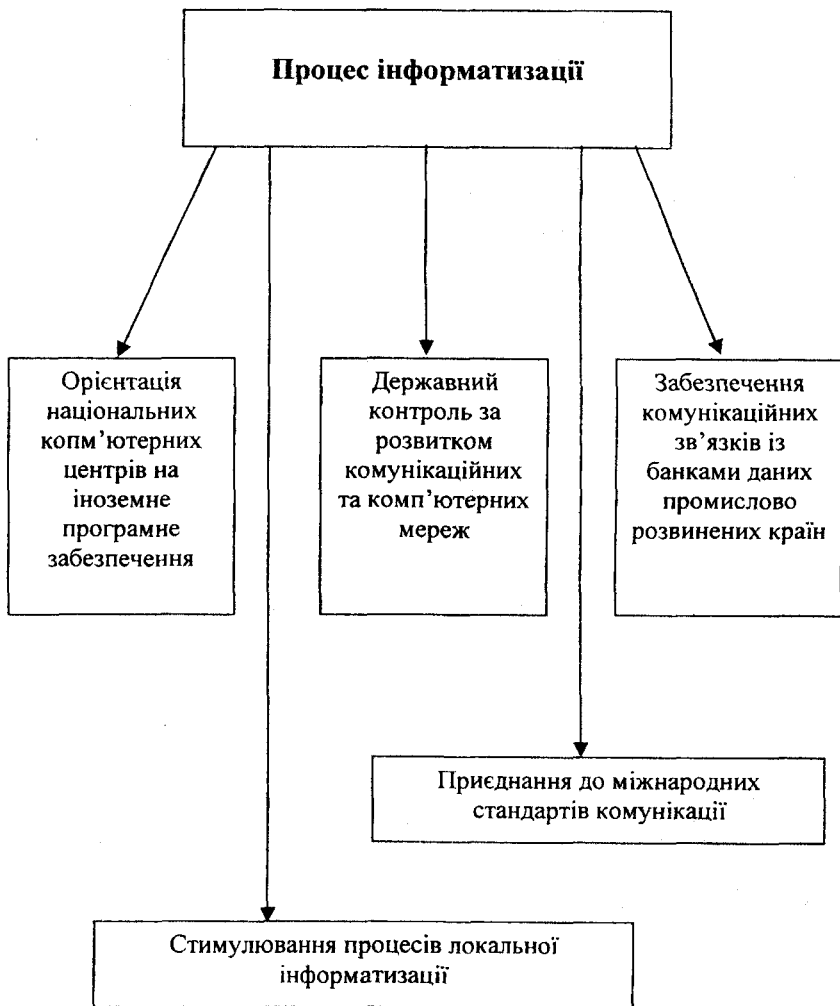 Процес інформатизації
Орієнтація
національних
копм’ютерних
центрів на
іноземне
програмне
забезпечення
Державний
контроль за
розвитком
комунікаційних
та комп’ютерних
мереж
Забезпечення
комунікаційних
зв’язків із
банками даних
промислово
розвинених країн
Приєднання до міжнародних
стандартів комунікації
Стимулювання процесів локальної
інформатизації